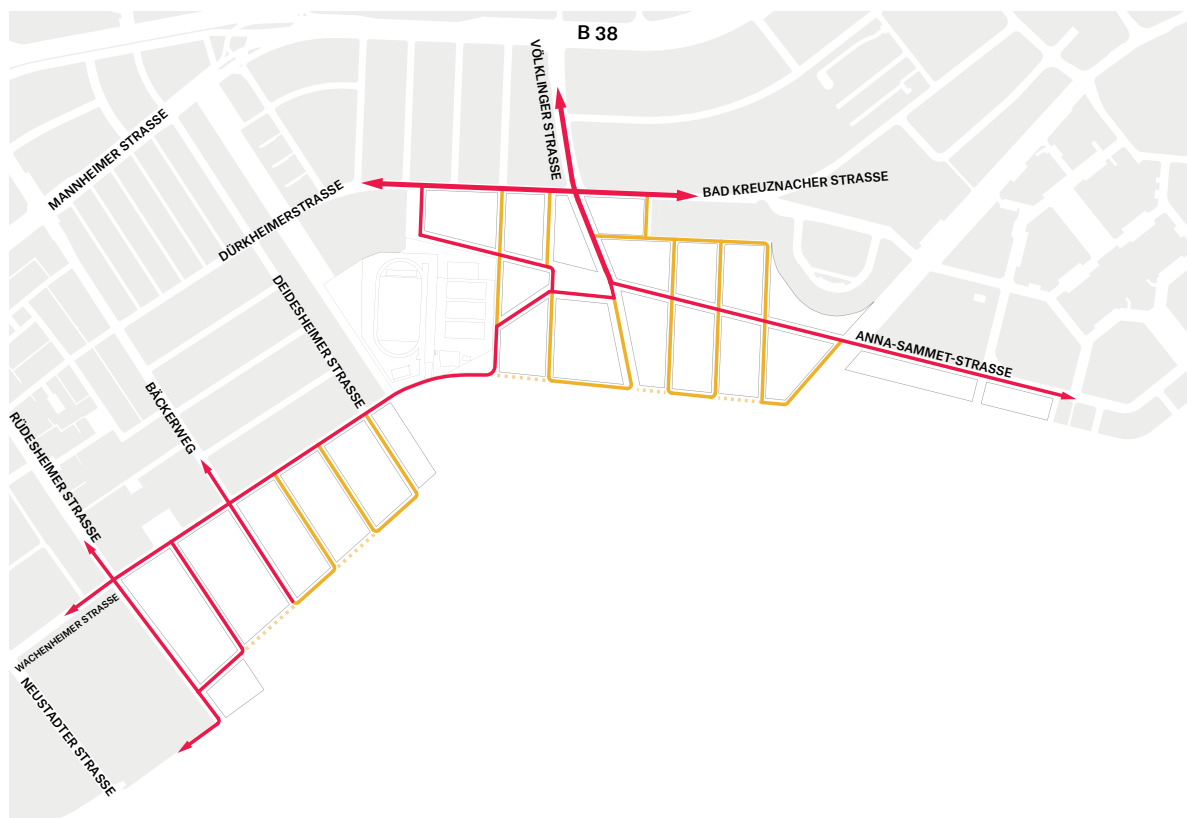 B 38
VÖLKLINGER STRASSE
MANNHEIMER STRASSE
BAD KREUZNACHER STRASSE
DÜRKHEIMERSTRASSE
DEIDESHEIMER STRASSE
ANNA-SAMMET-STRASSE
BÄCKERWEG
RÜDESHEIMER STRASSE
WACHENHEIMER STRASSE
NEUSTADTER STRASSE